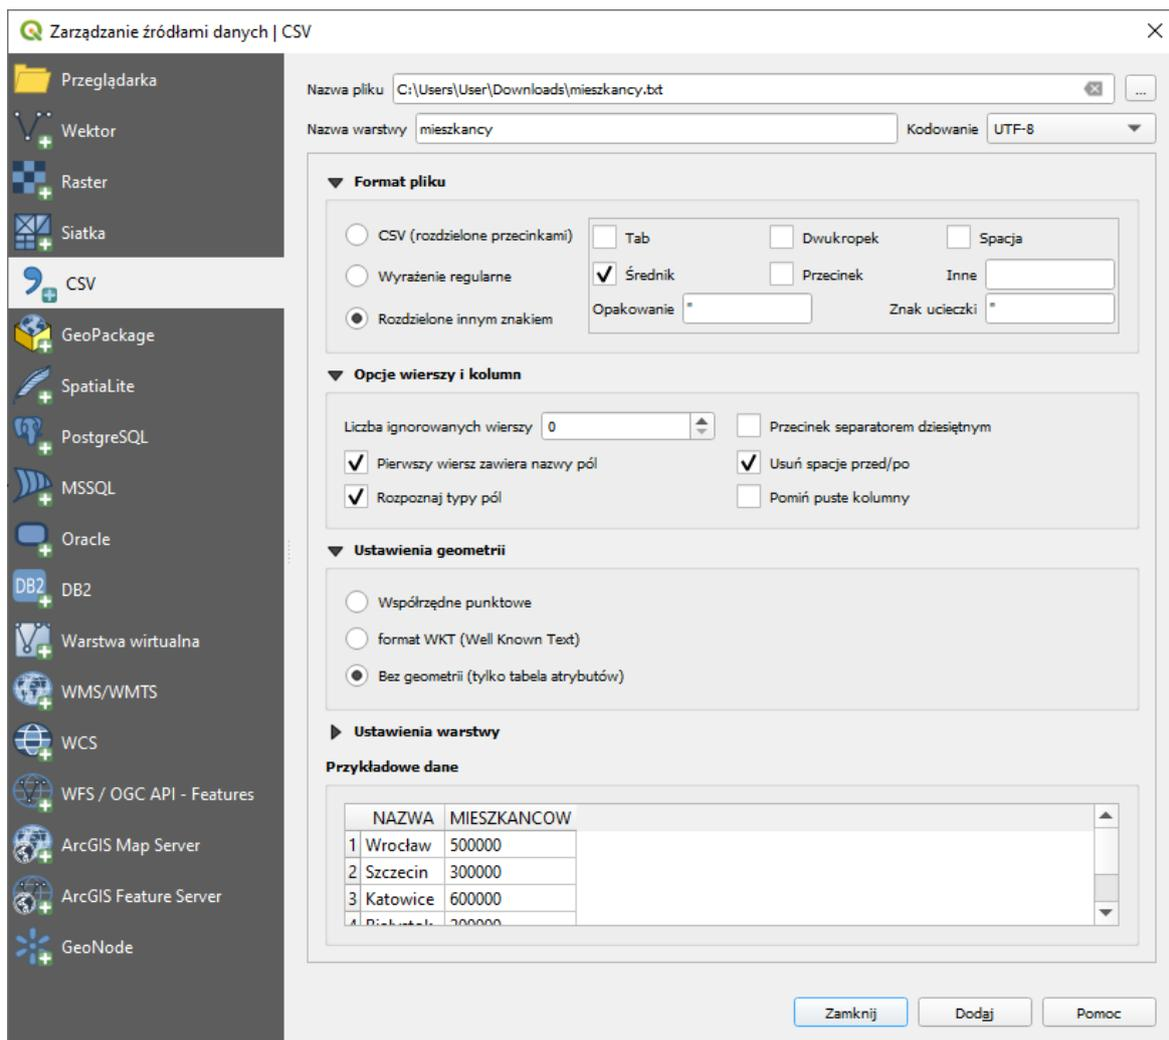 Zarządzanie źródłami danych | CSV
Przeglądarka
Wektor
Raster
Siatka
CSV
GeoPackage
SpatiaLite
PostgreSQL
MSSQL
Oracle
DB2 DB2
Warstwa wirtualna
WMS/WMTS
WCS
WFS / OGC API - Features
ArcGIS Map Server
ArcGIS Feature Server
GeoNode
Nazwa pliku C:\Users\User\Downloads\mieszkancy.txt ...
Nazwa warstwy mieszkancy Kodowanie UTF-8
Format pliku
CSV (rozdzielone przecinkami) Tab Dwukropek Spacja
Wyrażenie regularne Średnik Przecinek Inne
Rozdzielone innym znakiem Opakowanie " Znak ucieczki "
Opcje wierszy i kolumn
Liczba ignorowanych wierszy 0 Przecinek separatorem dziesiętnym
Pierwszy wiersz zawiera nazwy pól Usuń spacje przed/po
Rozpoznaj typy pól Pomiń puste kolumny
Ustawienia geometrii
Współrzędne punktowe
format WKT (Well Known Text)
Bez geometrii (tylko tabela atrybutów)
Ustawienia warstwy
Przykładowe dane
NAZWA MIESZKANCOW
1 Wrocław 500000
2 Szczecin 300000
3 Katowice 600000
4 Białystok
Zamknij Dodaj Pomoc